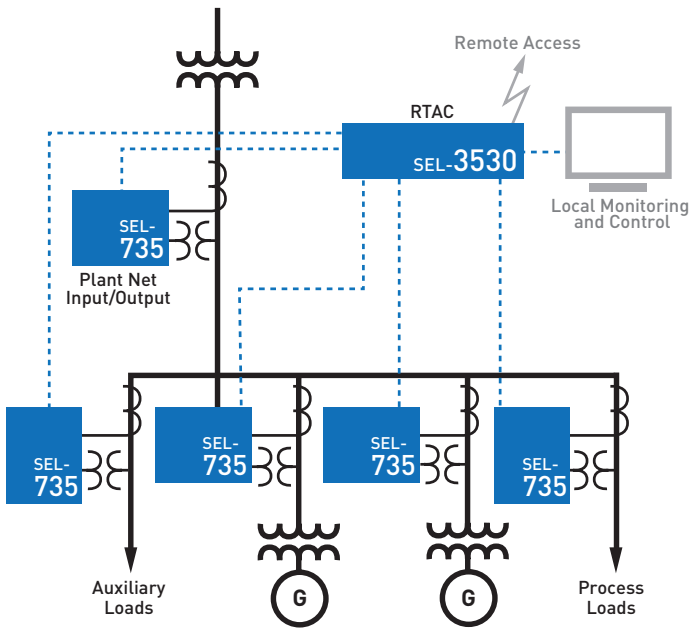 Remote Access
RTAC
SEL-3530
Local Monitoring
and Control
SEL-
735
Plant Net
Input/Output
SEL-
735
SEL-
735
SEL-
735
SEL-
735
Auxiliary
Loads
G
G
Process
Loads